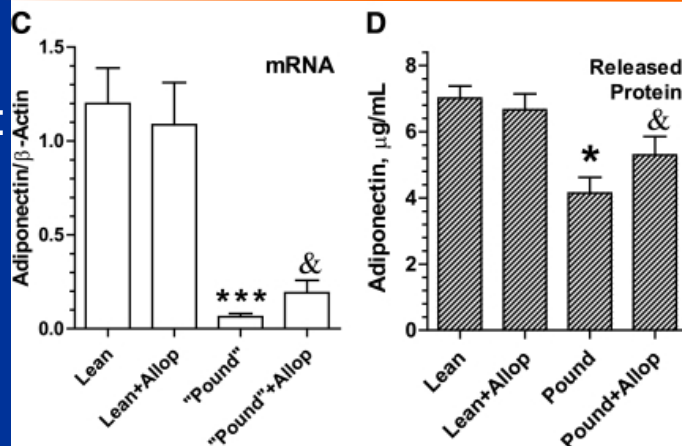 C
mRNA
Adiponectin/β-Actin
1.5
1.0
0.5
0.0
***
&
Lean
Lean+Allop
"Pound"
"Pound"+Allop
D
Released
Protein
Adiponectin, µg/mL
8
6
4
2
0
*
&
Lean
Lean+Allop
Pound
Pound+Allop